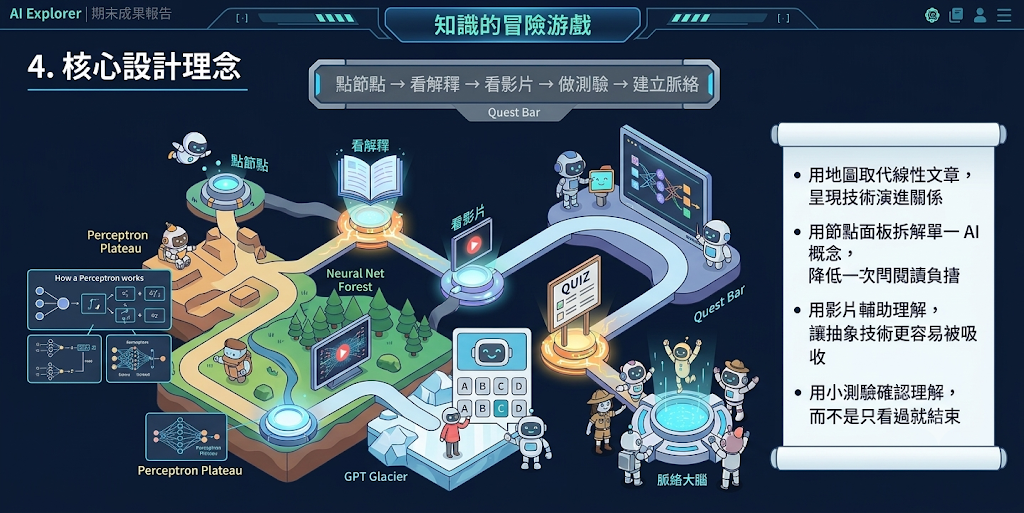 AI Explorer | 期末成果報告
知識的冒險游戲
4. 核心設計理念
點節點 → 看解釋 → 看影片 → 做測驗 → 建立脈絡
Quest Bar
點節點
看解釋
看影片
Perceptron
Plateau
How a Perceptron works
Neural Net
Forest
QUIZ
Quest Bar
A B C D
A B C D
Perceptron Plateau
GPT Glacier
脈絡大腦
用地圖取代線性文章，
呈現技術演進關係
用節點面板拆解單一 AI
概念，
降低一次閱讀負擔
用影片輔助理解，
讓抽象技術更容易被吸
收
用小測驗確認理解，
而不是只看過就結束